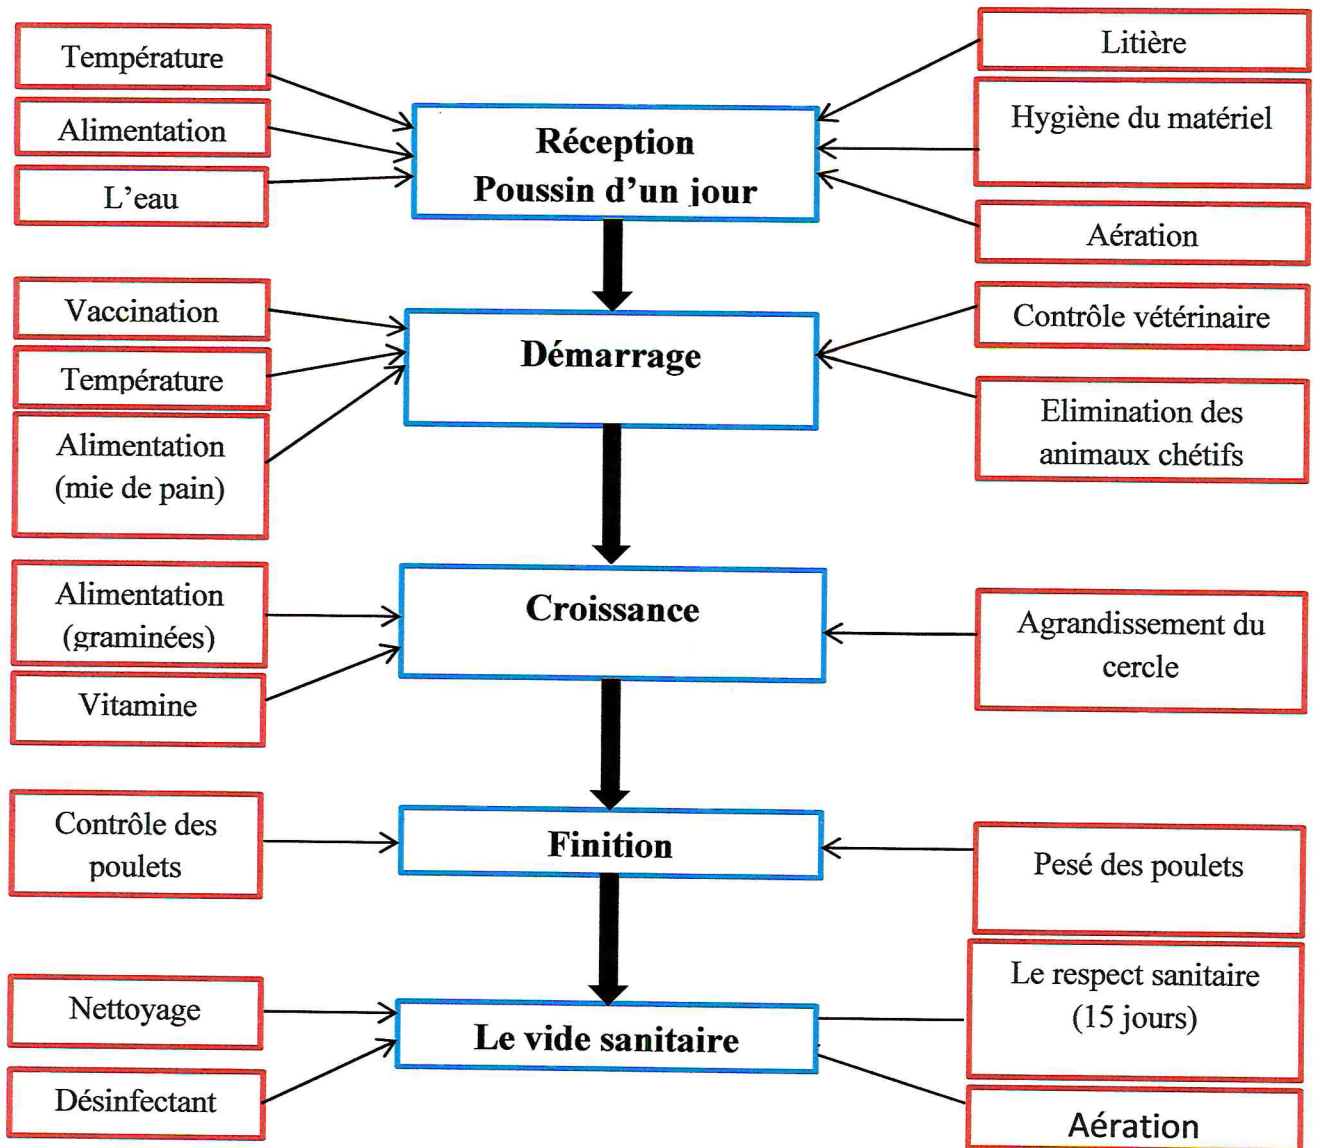 Température
Alimentation
L'eau
Réception
Poussin d'un jour
Litière
Hygiène du matériel
Aération
Vaccination
Température
Alimentation
(mie de pain)
Démarrage
Contrôle vétérinaire
Elimination des
animaux chétifs
Alimentation
(graminées)
Vitamine
Croissance
Agrandissement du
cercle
Contrôle des
poulets
Finition
Pesé des poulets
Nettoyage
Désinfectant
Le vide sanitaire
Le respect sanitaire
(15 jours)
Aération